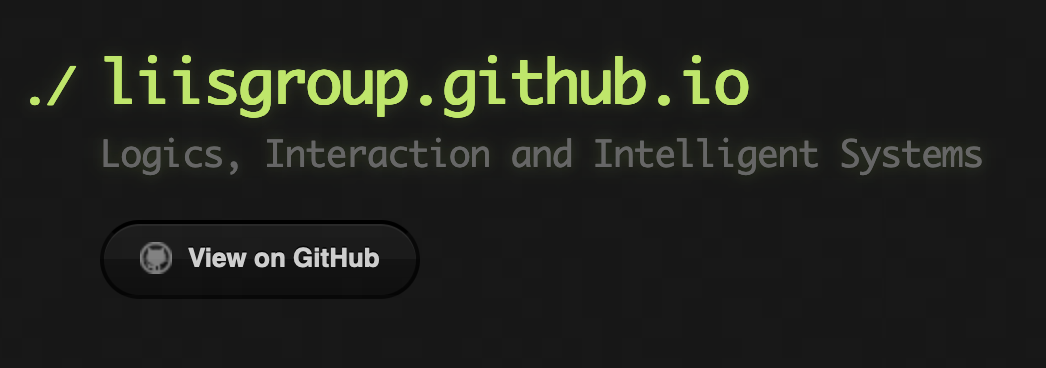 ./ liisgroup.github.io
Logics, Interaction and Intelligent Systems
View on GitHub